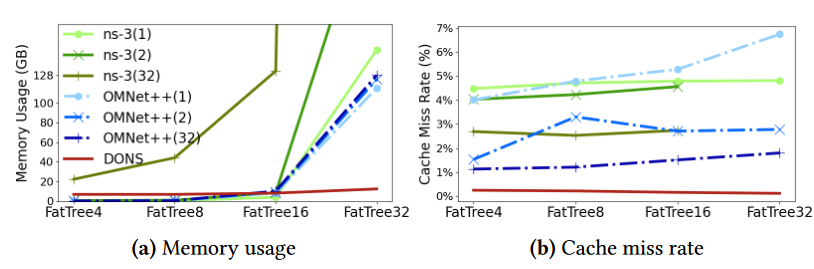 Memory Usage (GB)
128
100
80
60
40
20
0
ns-3(1)
ns-3(2)
ns-3(32)
OMNet++(1)
OMNet++(2)
OMNet++(32)
DONS
FatTree4 FatTree8 FatTree16 FatTree32
(a) Memory usage
Cache Miss Rate (%)
7%
6%
5%
4%
3%
2%
1%
0%
FatTree4 FatTree8 FatTree16 FatTree32
(b) Cache miss rate